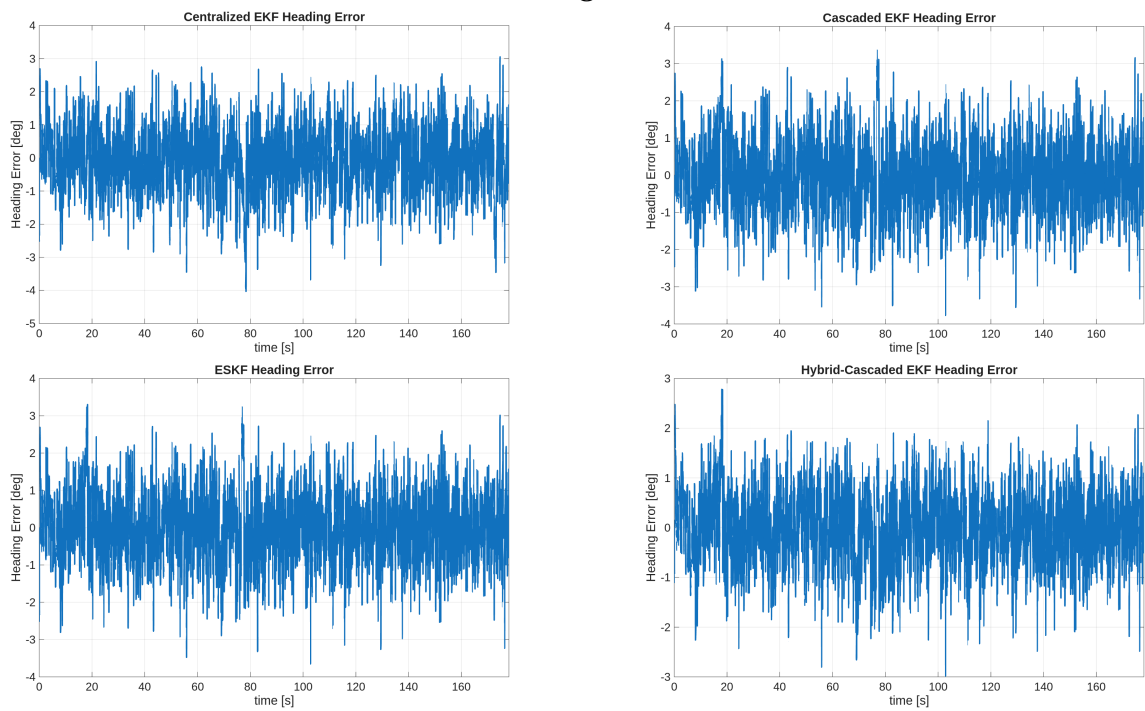 Centralized EKF Heading Error
4
3
2
1
0
-1
-2
-3
-4
-5
Heading Error [deg]
0 20 40 60 80 100 120 140 160
time [s]
Cascaded EKF Heading Error
4
3
2
1
0
-1
-2
-3
-4
Heading Error [deg]
0 20 40 60 80 100 120 140 160
time [s]
ESKF Heading Error
4
3
2
1
0
-1
-2
-3
-4
Heading Error [deg]
0 20 40 60 80 100 120 140 160
time [s]
Hybrid-Cascaded EKF Heading Error
3
2
1
0
-1
-2
-3
Heading Error [deg]
0 20 40 60 80 100 120 140 160
time [s]